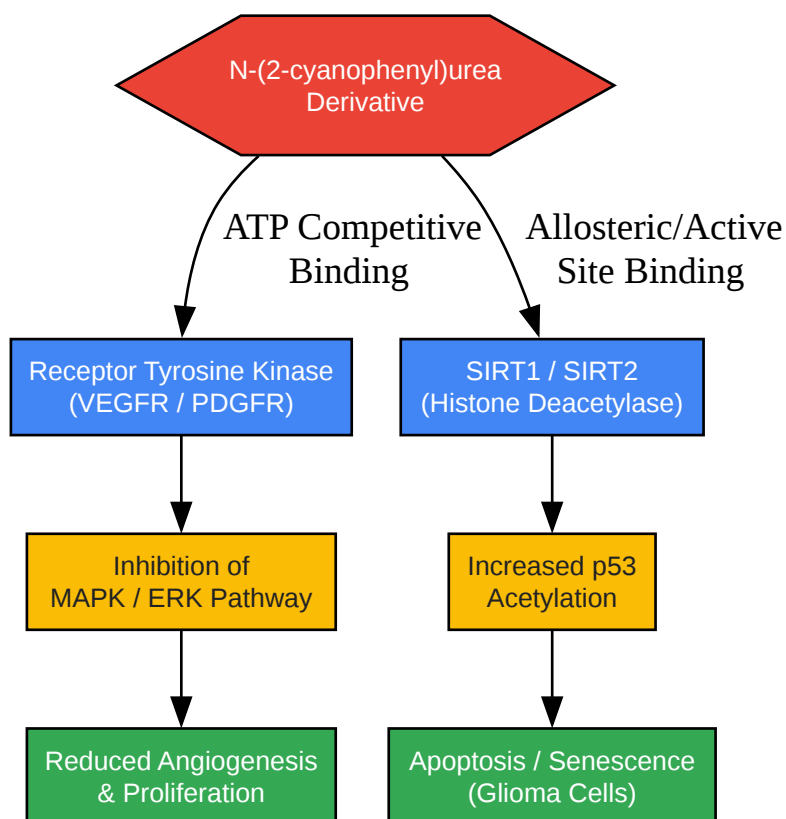 N-(2-cyanophenyl)urea
Derivative
ATP Competitive
Binding
Allosteric/Active
Site Binding
Receptor Tyrosine Kinase
(VEGFR / PDGFR)
SIRT1 / SIRT2
(Histone Deacetylase)
Inhibition of
MAPK / ERK Pathway
Increased p53
Acetylation
Reduced Angiogenesis
& Proliferation
Apoptosis / Senescence
(Glioma Cells)